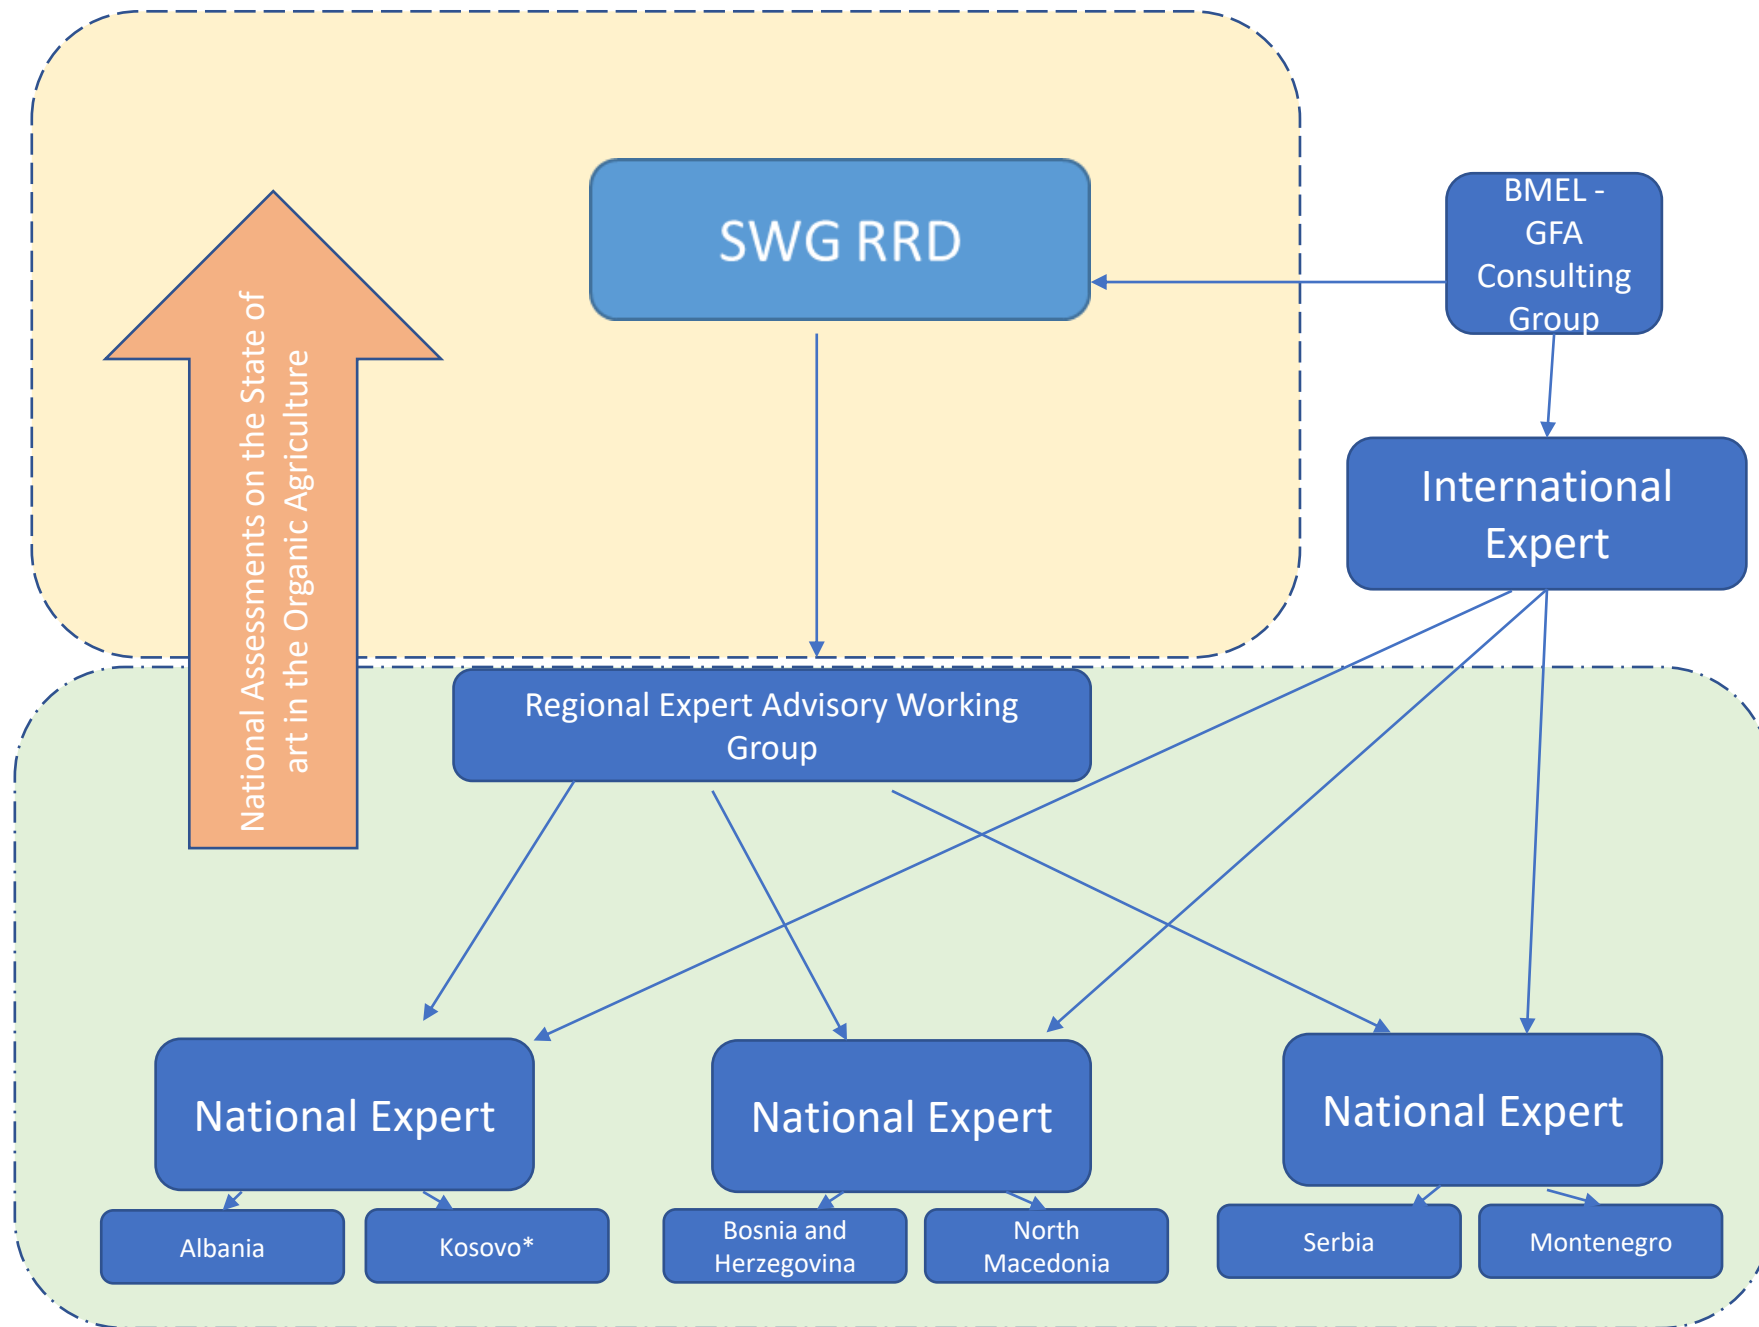 SWG RRD
BMEL -
GFA
Consulting
Group
National Assessments on the State of
art in the Organic Agriculture
International
Expert
Regional Expert Advisory Working
Group
National Expert
National Expert
National Expert
Albania
Kosovo*
Bosnia and
Herzegovina
North
Macedonia
Serbia
Montenegro